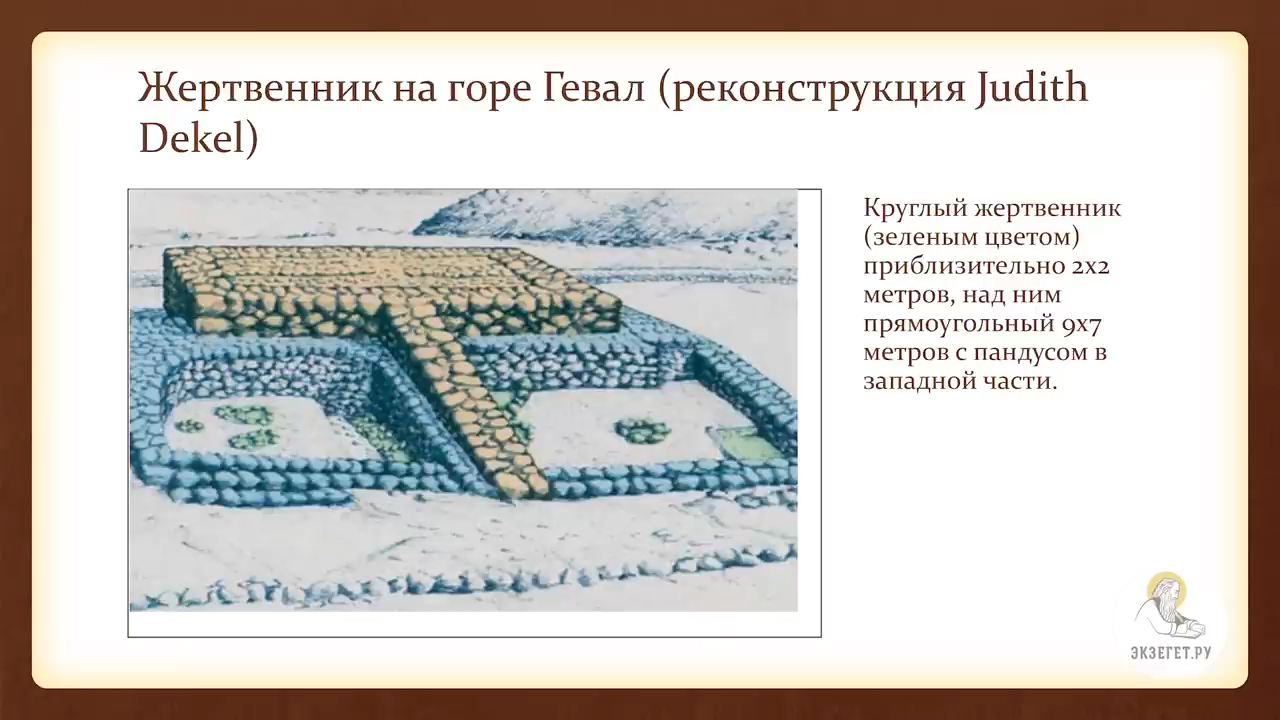 Жертвенник на горе Гевал (реконструкция Judith
Dekel)
Круглый жертвенник
(зеленым цветом)
приблизительно 2х2
метров, над ним
прямоугольный 9х7
метров с пандусом в
западной части.
ЭКЗЕГЕТ.РУ